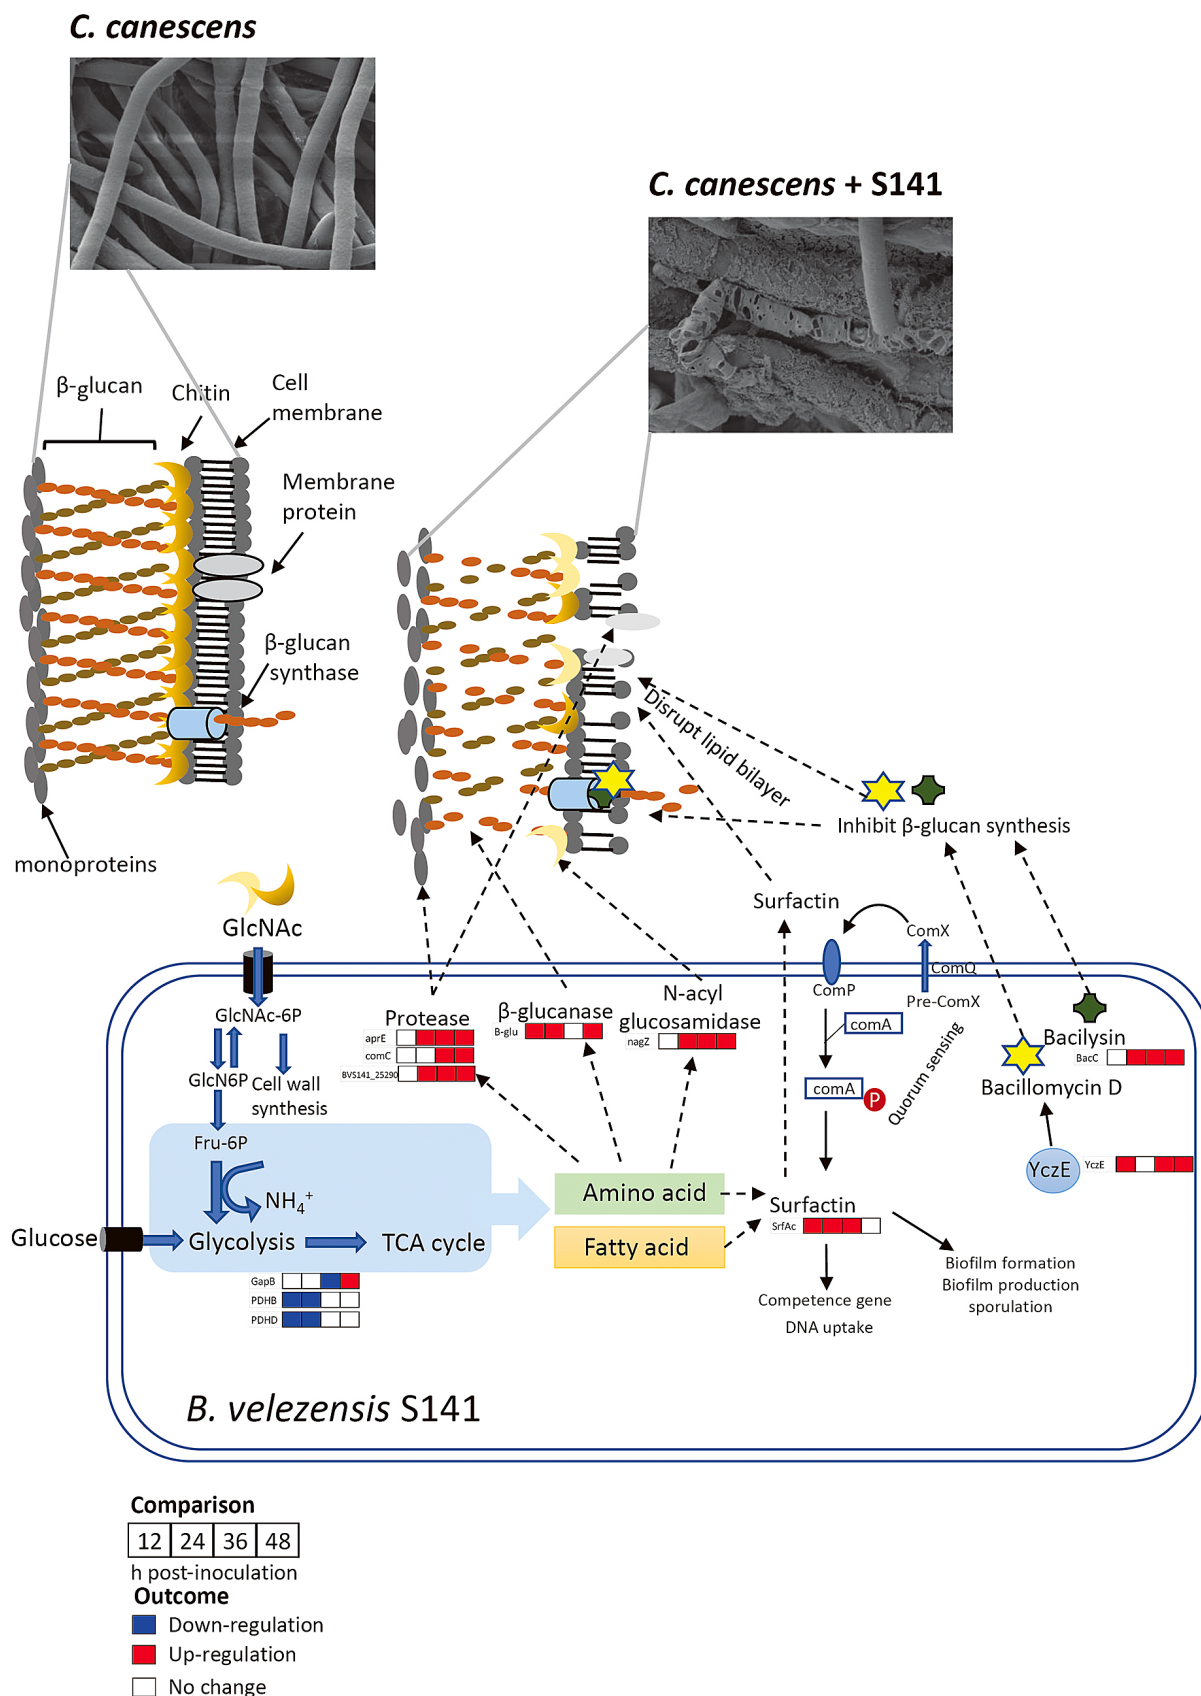 C. canescens
C. canescens + S141
β-glucan
Chitin
Cell
membrane
Membrane
protein
β-glucan
synthase
monoproteins
Disrupt lipid bilayer
Inhibit β-glucan synthesis
GlcNAc
Surfactin
ComX
ComQ
Pre-ComX
ComP
comA
comA
P
Quorum sensing
GlcNAc-6P
GlcN6P
Cell wall
synthesis
Fru-6P
NH4+
Glucose
Glycolysis
TCA cycle
GapB
PDHB
PDHD
Protease
aprE
comC
BVS141_25290
β-glucanase
B-glu
N-acyl
glucosamidase
nagZ
Bacilysin
BacC
Bacillomycin D
YczE
YczE
Amino acid
Fatty acid
Surfactin
SrfAc
Competence gene
DNA uptake
Biofilm formation
Biofilm production
sporulation
B. velezensis S141
Comparison
12 24 36 48
h post-inoculation
Outcome
Down-regulation
Up-regulation
No change